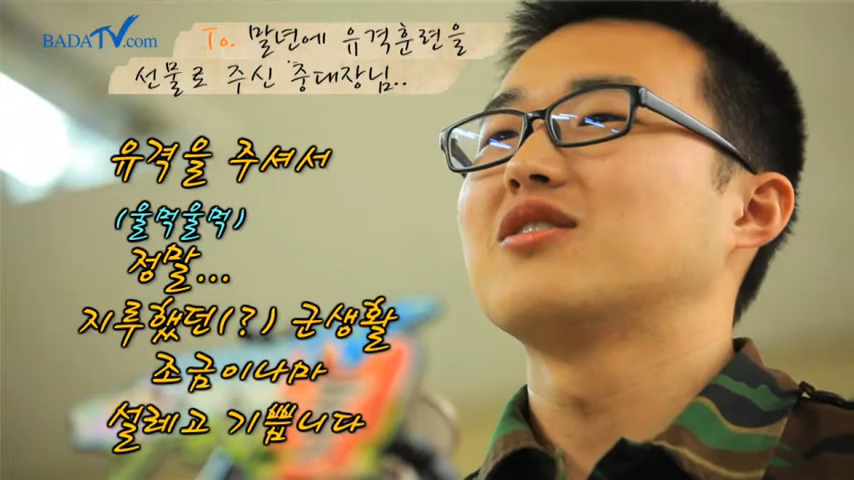 BADATV.com
To. 말년에 유격훈련을
선물로 주신 중대장님..
유격을 주셔서
(울먹울먹)
정말...
지루했던(?) 군생활
조금이나마
설레고 기쁩니다